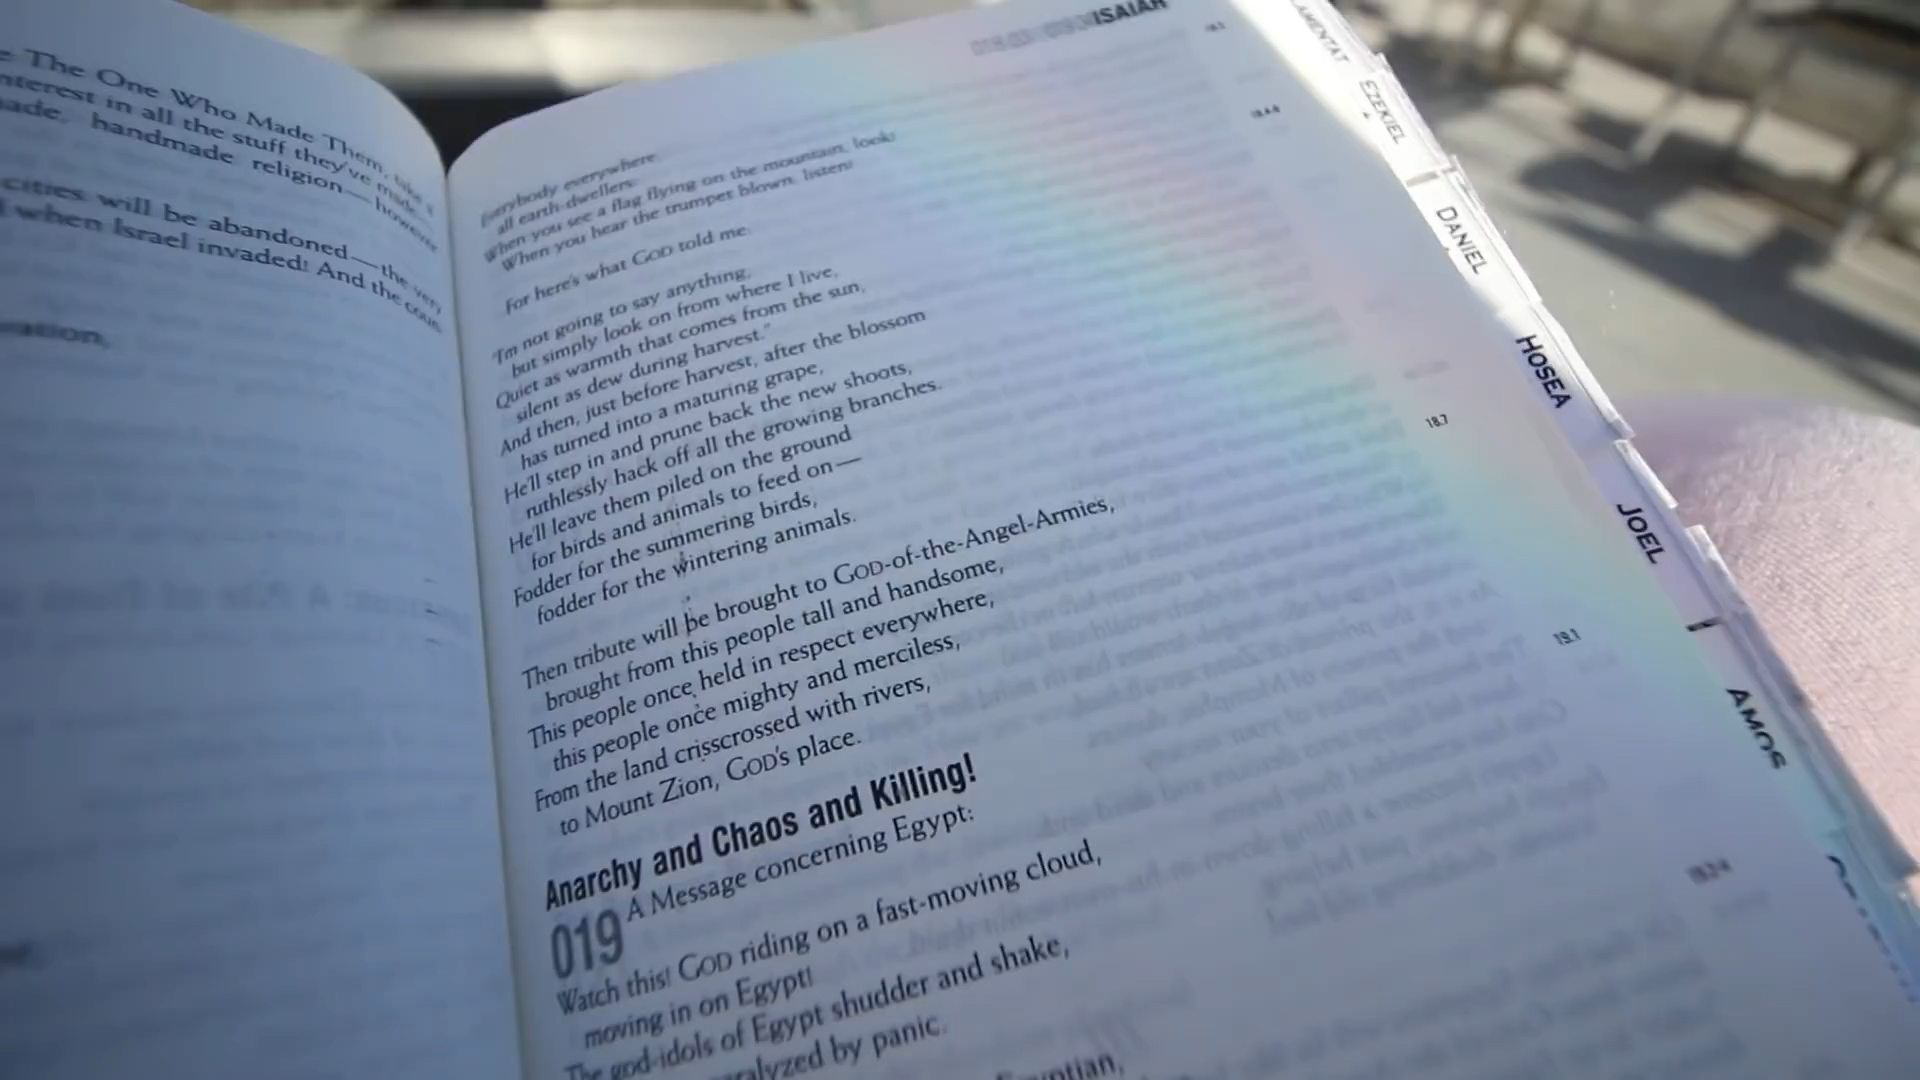 e The One Who Made Them, take a
nterest in all the stuff they've made—
made, handmade religion—however
cities will be abandoned—the very
d when Israel invaded! And the coun
ration,
ISAIAH
Everybody everywhere,
all earth-dwellers:
When you see a flag flying on the mountain, look!
When you hear the trumpet blown, listen!
For here's what GOD told me:
"I'm not going to say anything,
but simply look on from where I live,
Quiet as warmth that comes from the sun,
silent as dew during harvest."
And then, just before harvest, after the blossom
has turned into a maturing grape,
He'll step in and prune back the new shoots,
ruthlessly hack off all the growing branches.
He'll leave them piled on the ground
for birds and animals to feed on—
Fodder for the summering birds,
fodder for the wintering animals.
18.7
Then tribute will be brought to GOD-of-the-Angel-Armies,
brought from this people tall and handsome,
This people once held in respect everywhere,
this people once mighty and merciless,
From the land crisscrossed with rivers,
to Mount Zion, GOD's place.
Anarchy and Chaos and Killing!
019 A Message concerning Egypt:
19.1
Watch this! GOD riding on a fast-moving cloud,
moving in on Egypt!
The god-idols of Egypt shudder and shake,
ralyzed by panic.
Egyptian,
LAMENTAT
EZEKIEL
DANIEL
HOSEA
JOEL
AMOS